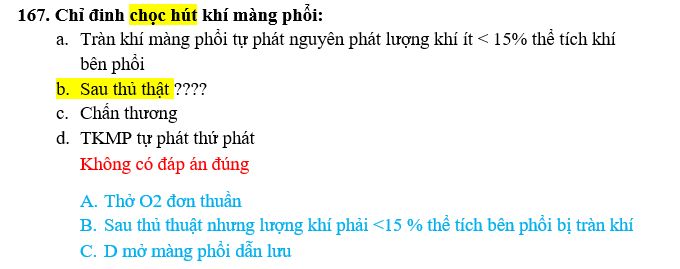 167. Chỉ đinh chọc hút khí màng phổi:
a. Tràn khí màng phổi tự phát nguyên phát lượng khí ít < 15% thể tích khí
bên phổi
b. Sau thủ thật ????
c. Chấn thương
d. TKMP tự phát thứ phát
Không có đáp án đúng
A. Thở O2 đơn thuần
B. Sau thủ thuật nhưng lượng khí phải <15 % thể tích bên phổi bị tràn khí
C. D mở màng phổi dẫn lưu